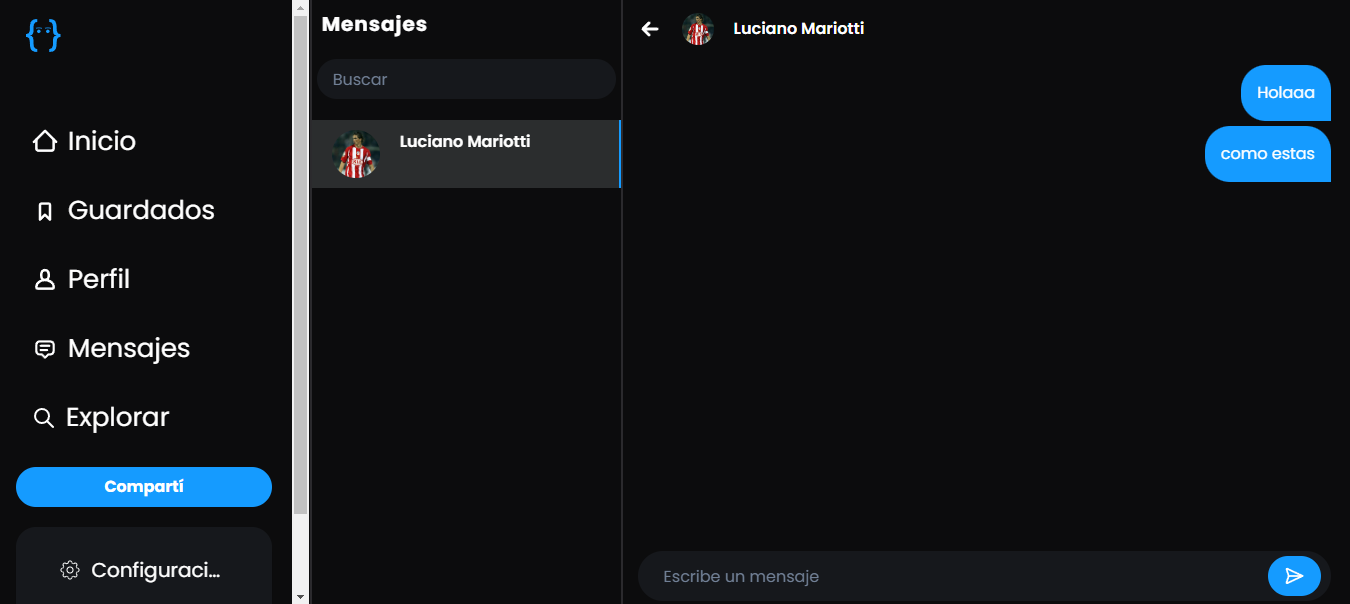 Inicio
Guardados
Perfil
Mensajes
Explorar
Compartí
Configuraci...
Mensajes
Buscar
Luciano Mariotti
Luciano Mariotti
Holaaa
como estas
Escribe un mensaje